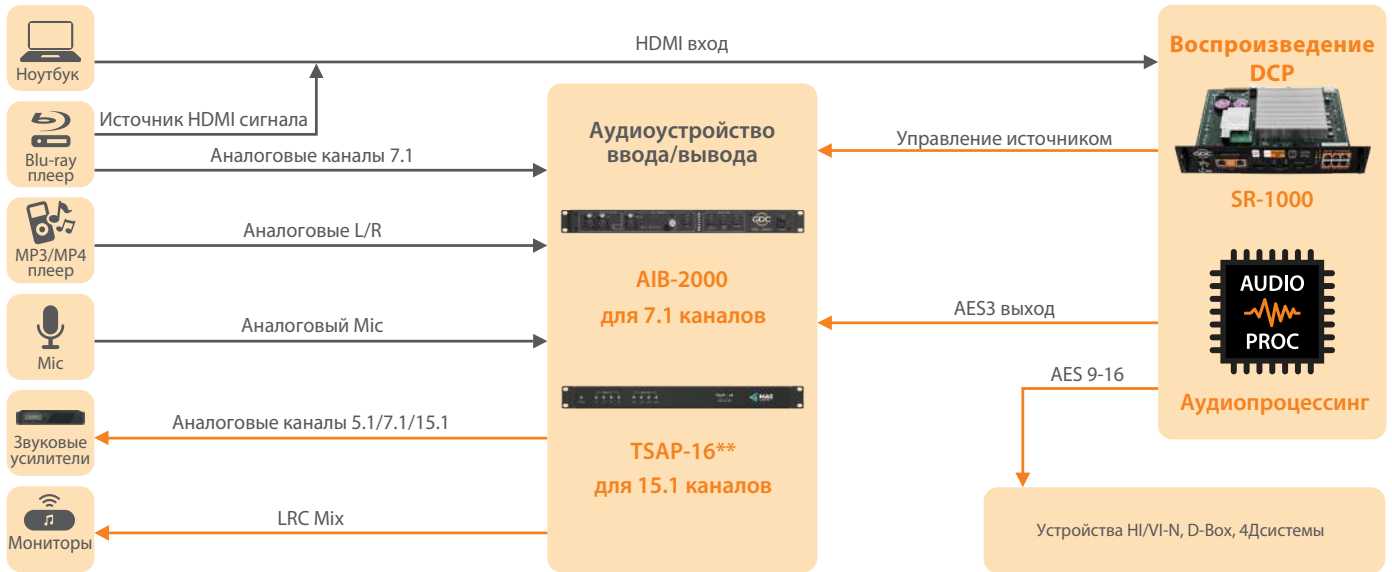 Ноутбук
HDMI вход
Источник HDMI сигнала
Blu-ray
плеер
Аналоговые каналы 7.1
MP3/MP4
плеер
Аналоговые L/R
Mic
Аналоговый Mic
Звуковые
усилители
Аналоговые каналы 5.1/7.1/15.1
Мониторы
LRC Mix
Аудиоустройство
ввода/вывода
GDC
AIB-2000
для 7.1 каналов
MAG
TSAP-16**
для 15.1 каналов
Управление источником
AES3 выход
AES 9-16
Воспроизведение
DCP
GDC
SR-1000
AUDIO
PROC
Аудиопроцессинг
Устройства HI/VI-N, D-Box, 4Дсистемы